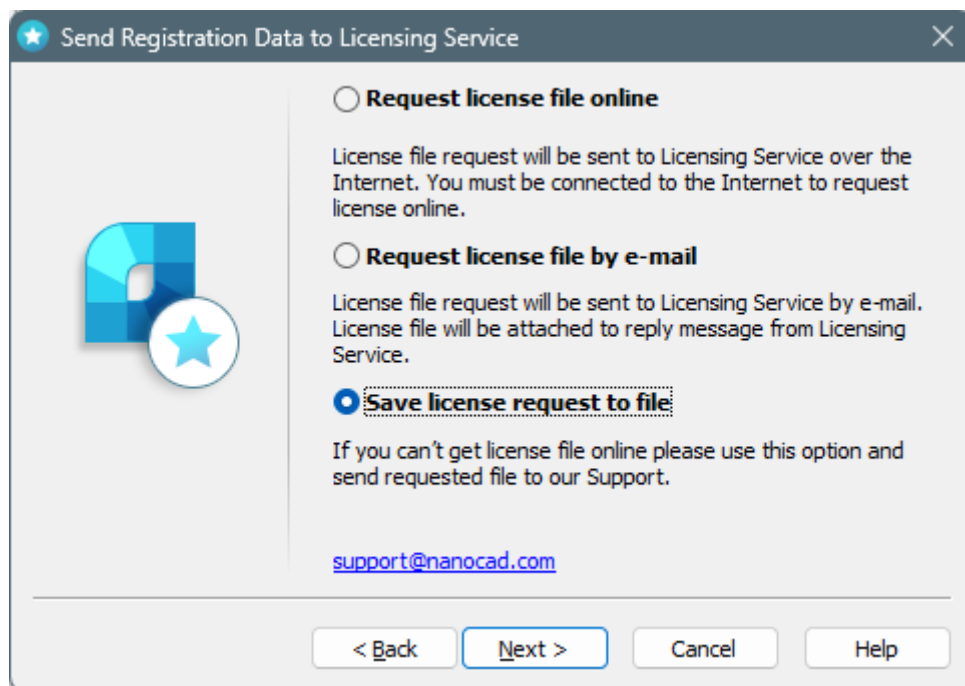 Send Registration Data to Licensing Service
Request license file online
License file request will be sent to Licensing Service over the
Internet. You must be connected to the Internet to request
license online.
Request license file by e-mail
License file request will be sent to Licensing Service by e-mail.
License file will be attached to reply message from Licensing
Service.
Save license request to file
If you can't get license file online please use this option and
send requested file to our Support.
support@nanocad.com
< Back
Next >
Cancel
Help